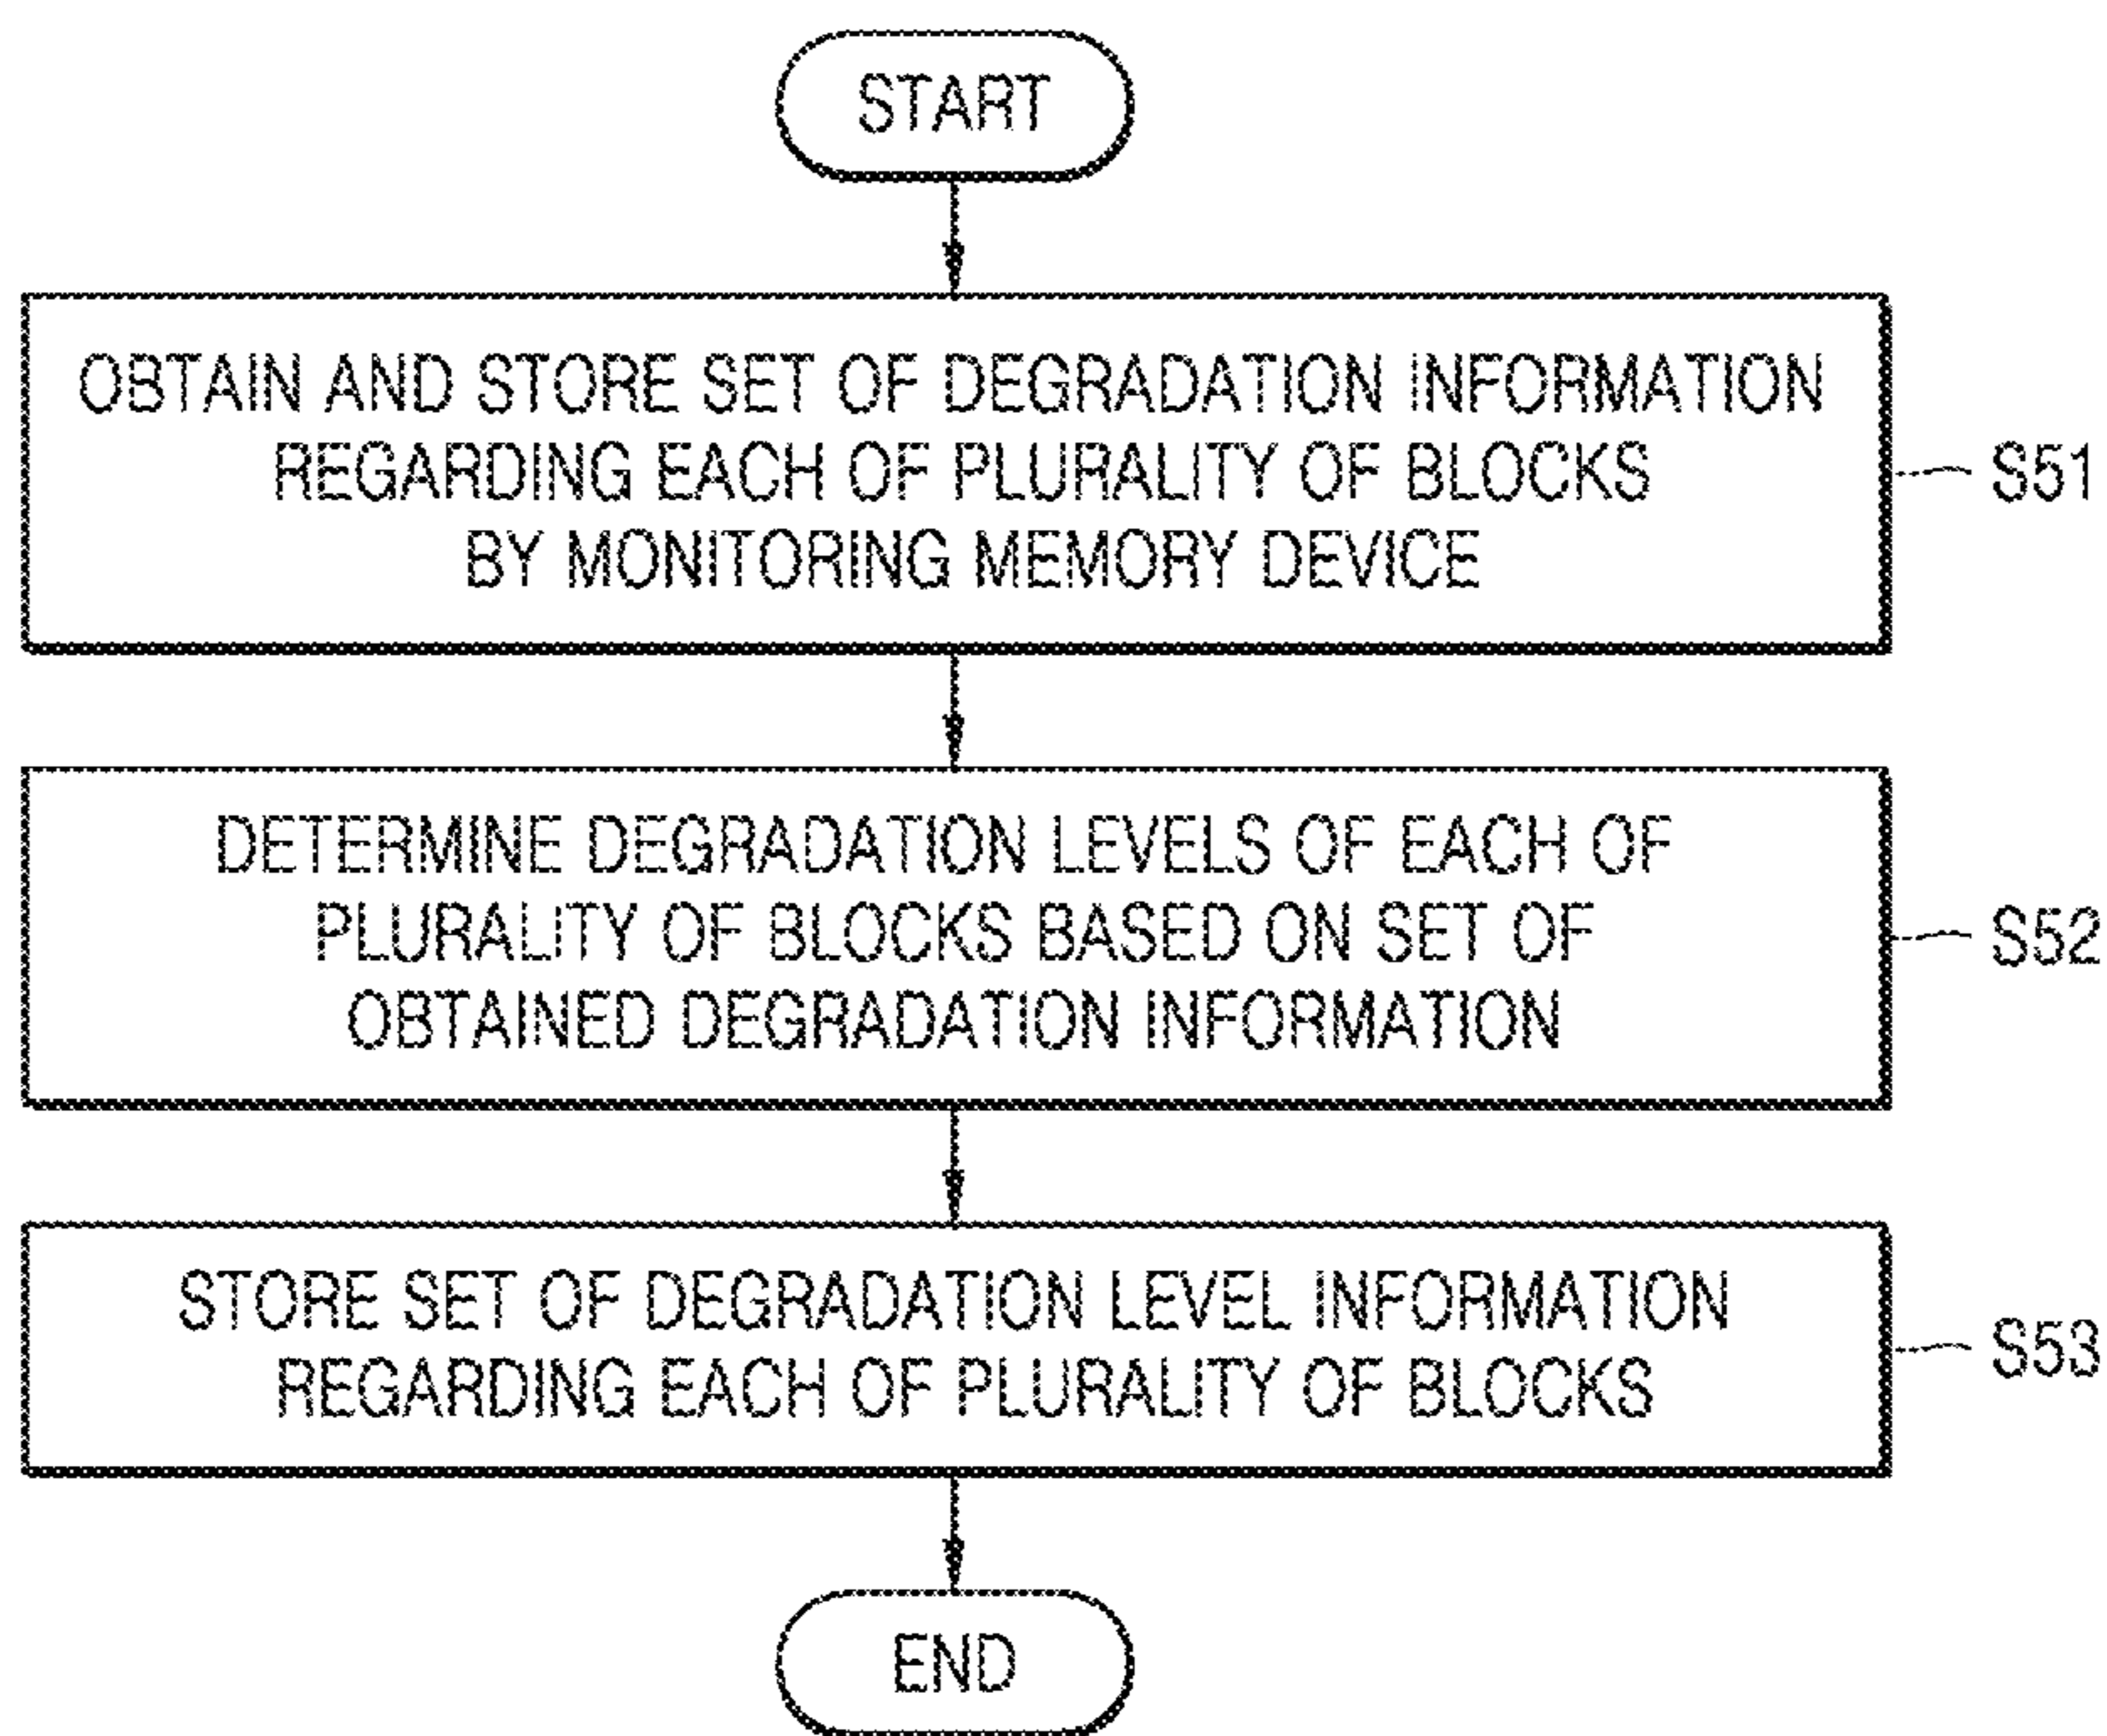 START
OBTAIN AND STORE SET OF DEGRADATION INFORMATION
REGARDING EACH OF PLURALITY OF BLOCKS
BY MONITORING MEMORY DEVICE
S51
DETERMINE DEGRADATION LEVELS OF EACH OF
PLURALITY OF BLOCKS BASED ON SET OF
OBTAINED DEGRADATION INFORMATION
S52
STORE SET OF DEGRADATION LEVEL INFORMATION
REGARDING EACH OF PLURALITY OF BLOCKS
S53
END